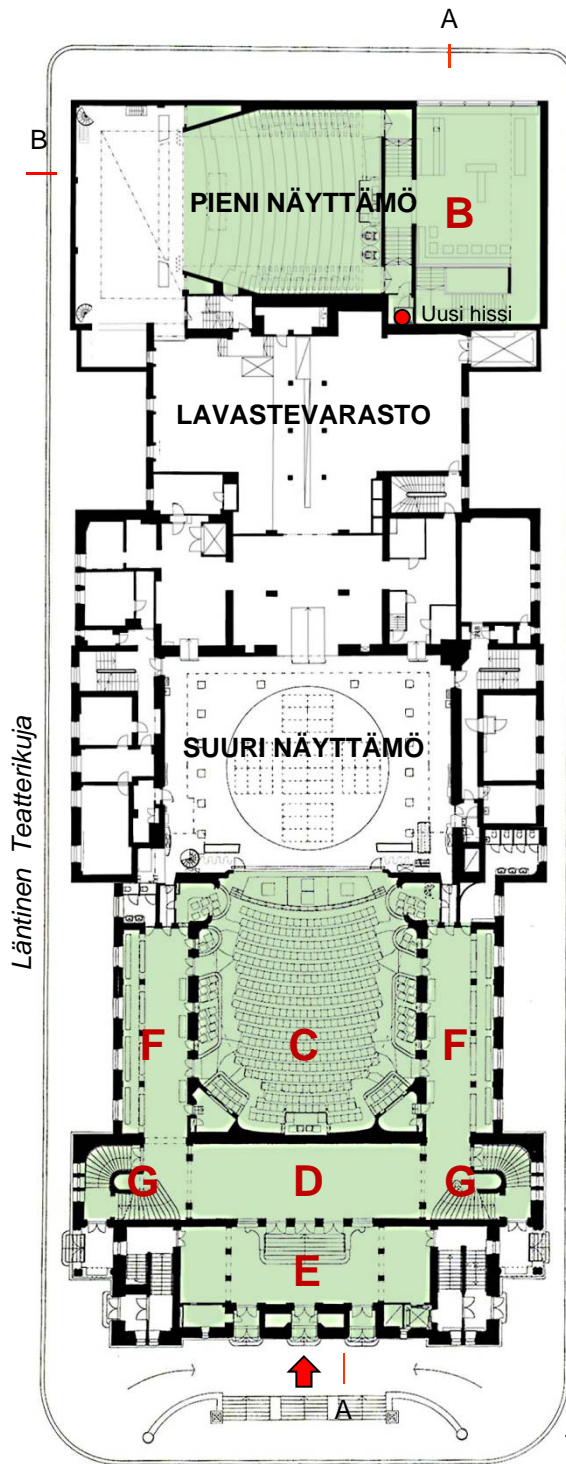 A
B
PIENI NÄYTTÄMÖ
B
Uusi hissi
LAVASTEVARASTO
SUURI NÄYTTÄMÖ
Läntinen Teatterikuja
F
C
F
G
D
G
E
A